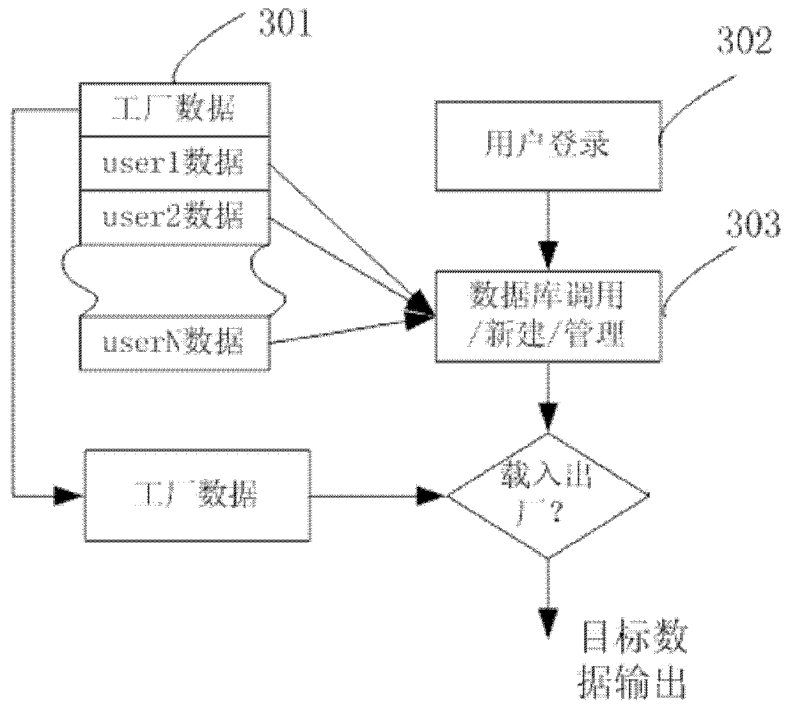 301
工厂数据
user1数据
user2数据
userN数据
302
用户登录
303
数据库调用
/新建/管理
工厂数据
载入出
厂?
目标数
据输出